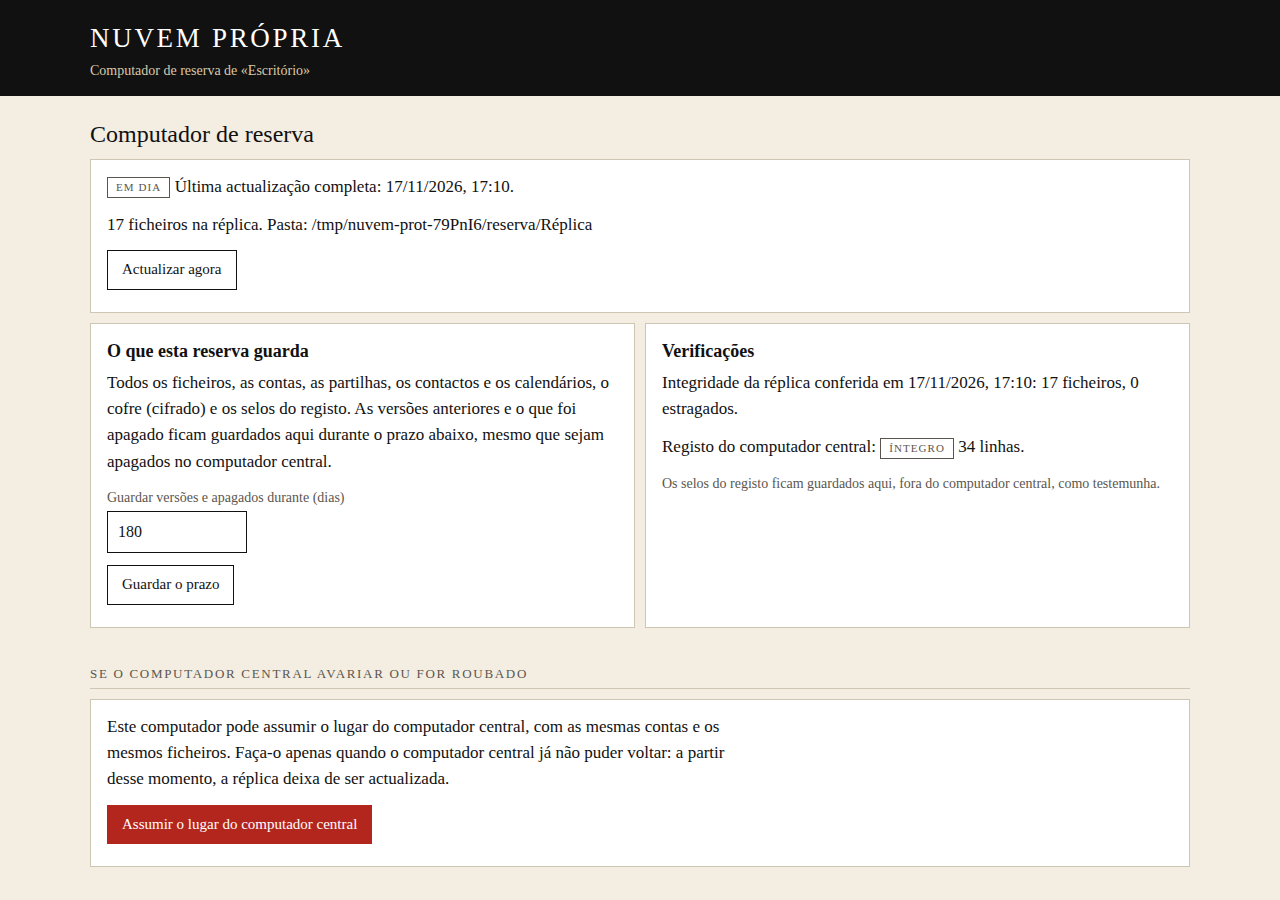 NUVEM PRÓPRIA
Computador de reserva de «Escritório»
Computador de reserva
EM DIA Última actualização completa: 17/11/2026, 17:10.
17 ficheiros na réplica. Pasta: /tmp/nuvem-prot-79PnI6/reserva/Réplica
Actualizar agora
O que esta reserva guarda
Todos os ficheiros, as contas, as partilhas, os contactos e os calendários, o
cofre (cifrado) e os selos do registo. As versões anteriores e o que foi
apagado ficam guardados aqui durante o prazo abaixo, mesmo que sejam
apagados no computador central.
Guardar versões e apagados durante (dias)
180
Guardar o prazo
Verificações
Integridade da réplica conferida em 17/11/2026, 17:10: 17 ficheiros, 0
estragados.
Registo do computador central: ÍNTEGRO 34 linhas.
Os selos do registo ficam guardados aqui, fora do computador central, como testemunha.
SE O COMPUTADOR CENTRAL AVARIAR OU FOR ROUBADO
Este computador pode assumir o lugar do computador central, com as mesmas contas e os
mesmos ficheiros. Faça-o apenas quando o computador central já não puder voltar: a partir
desse momento, a réplica deixa de ser actualizada.
Assumir o lugar do computador central